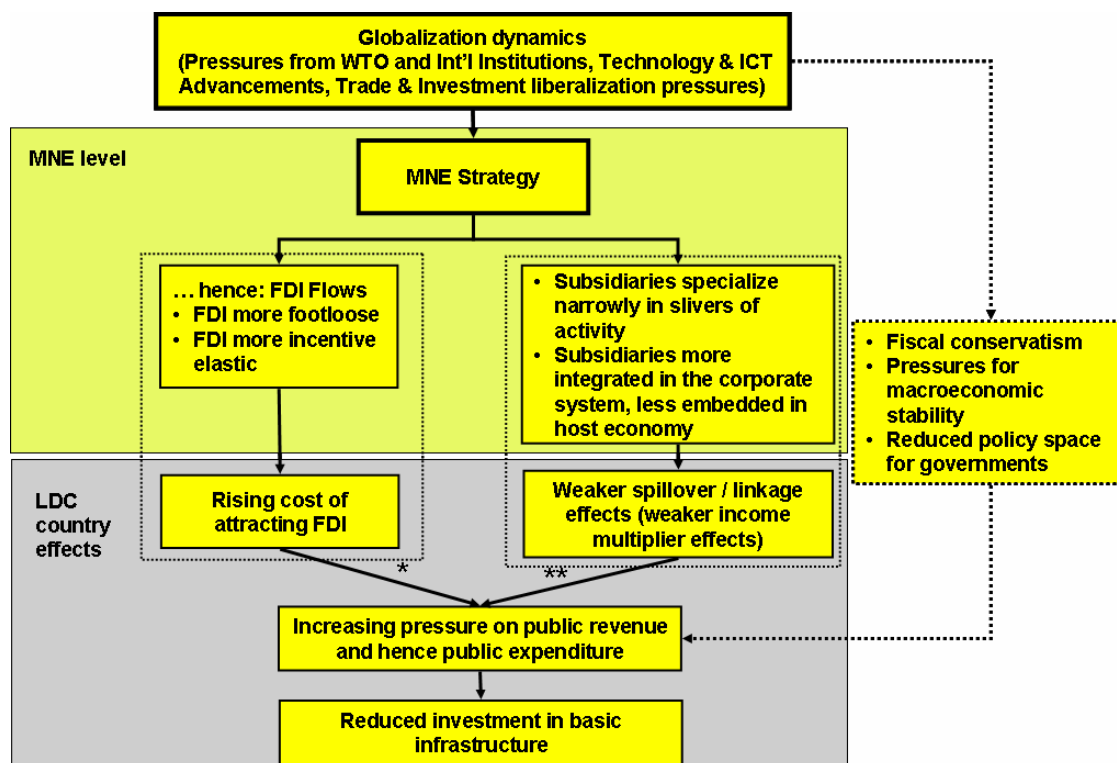 Globalization dynamics
(Pressures from WTO and Int'l Institutions, Technology & ICT
Advancements, Trade & Investment liberalization pressures)
MNE level
MNE Strategy
… hence: FDI Flows
• FDI more footloose
• FDI more incentive
elastic
• Subsidiaries specialize
narrowly in slivers of
activity
• Subsidiaries more
integrated in the corporate
system, less embedded in
host economy
• Fiscal conservatism
• Pressures for
macroeconomic
stability
• Reduced policy space
for governments
LDC
country
effects
Rising cost of
attracting FDI
Weaker spillover / linkage
effects (weaker income
multiplier effects)
*
**
Increasing pressure on public revenue
and hence public expenditure
Reduced investment in basic
infrastructure